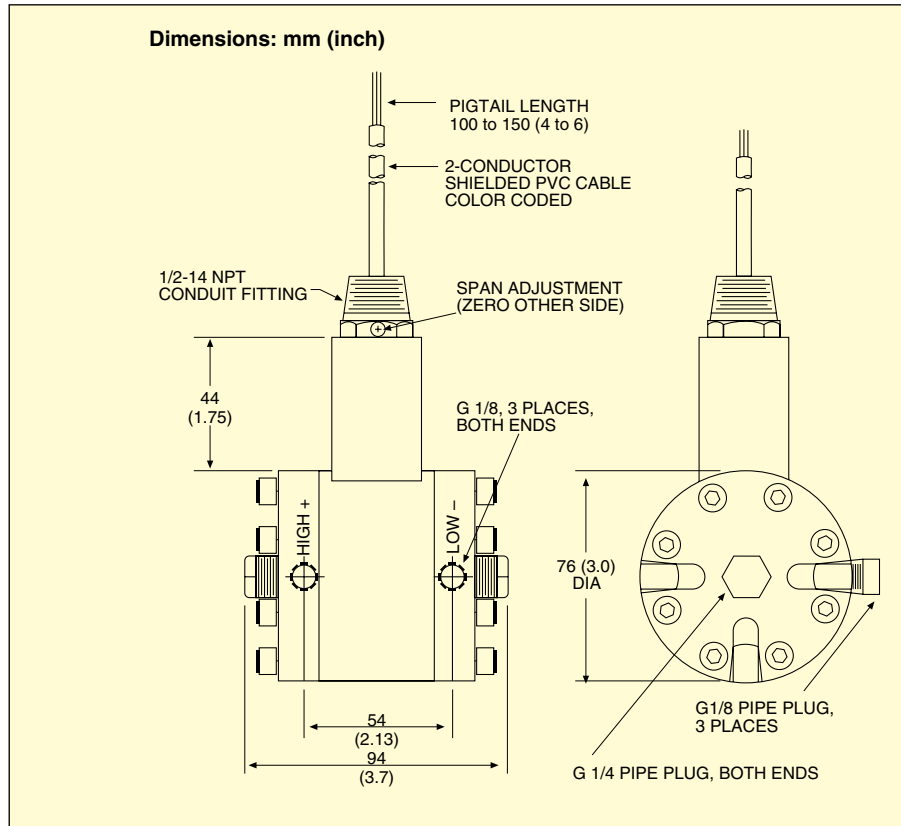 Dimensions: mm (inch)
PIGTAIL LENGTH
100 to 150 (4 to 6)
2-CONDUCTOR
SHIELDED PVC CABLE
COLOR CODED
1/2-14 NPT
CONDUIT FITTING
SPAN ADJUSTMENT
(ZERO OTHER SIDE)
44
(1.75)
G 1/8, 3 PLACES,
BOTH ENDS
HIGH +
LOW –
76 (3.0)
DIA
54
(2.13)
94
(3.7)
G1/8 PIPE PLUG,
3 PLACES
G 1/4 PIPE PLUG, BOTH ENDS